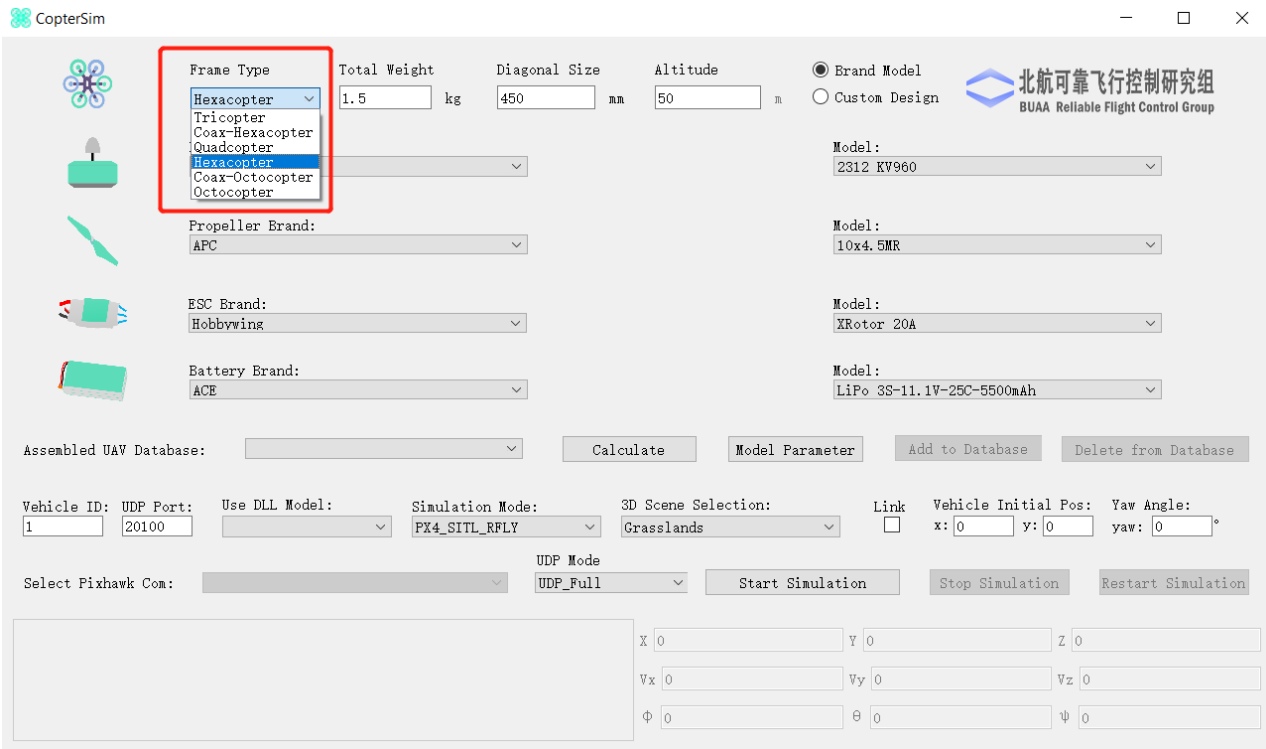 CopterSim
Frame Type
Total Weight
Diagonal Size
Altitude
Brand Model
Hexacopter
1.5 kg
450 mm
50 m
Custom Design
北航可靠飞行控制研究组
BUAA Reliable Flight Control Group
Tricopter
Coax-Hexacopter
Quadcopter
Hexacopter
Coax-Octocopter
Octocopter
Model:
2312 KV960
Propeller Brand:
Model:
APC
10x4.5MR
ESC Brand:
Model:
Hobbywing
XRotor 20A
Battery Brand:
Model:
ACE
LiPo 3S-11.1V-25C-5500mAh
Assembled UAV Database:
Calculate
Model Parameter
Add to Database
Delete from Database
Vehicle ID:
UDP Port:
Use DLL Model:
Simulation Mode:
3D Scene Selection:
Link
Vehicle Initial Pos:
Yaw Angle:
1
20100
PX4_SITL_RFLY
Grasslands
x: 0
y: 0
yaw: 0 °
UDP Mode
Select Pixhawk Com:
UDP_Full
Start Simulation
Stop Simulation
Restart Simulation
X 0
Y 0
Z 0
Vx 0
Vy 0
Vz 0
Φ 0
θ 0
ψ 0